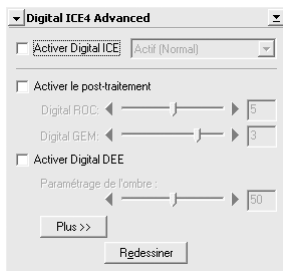 Digital ICE4 Advanced
Activer Digital ICE Actif (Normal)
Activer le post-traitement
Digital ROC: 5
Digital GEM: 3
Activer Digital DEE
Paramétrage de l'ombre :
50
Plus >>
Redessiner